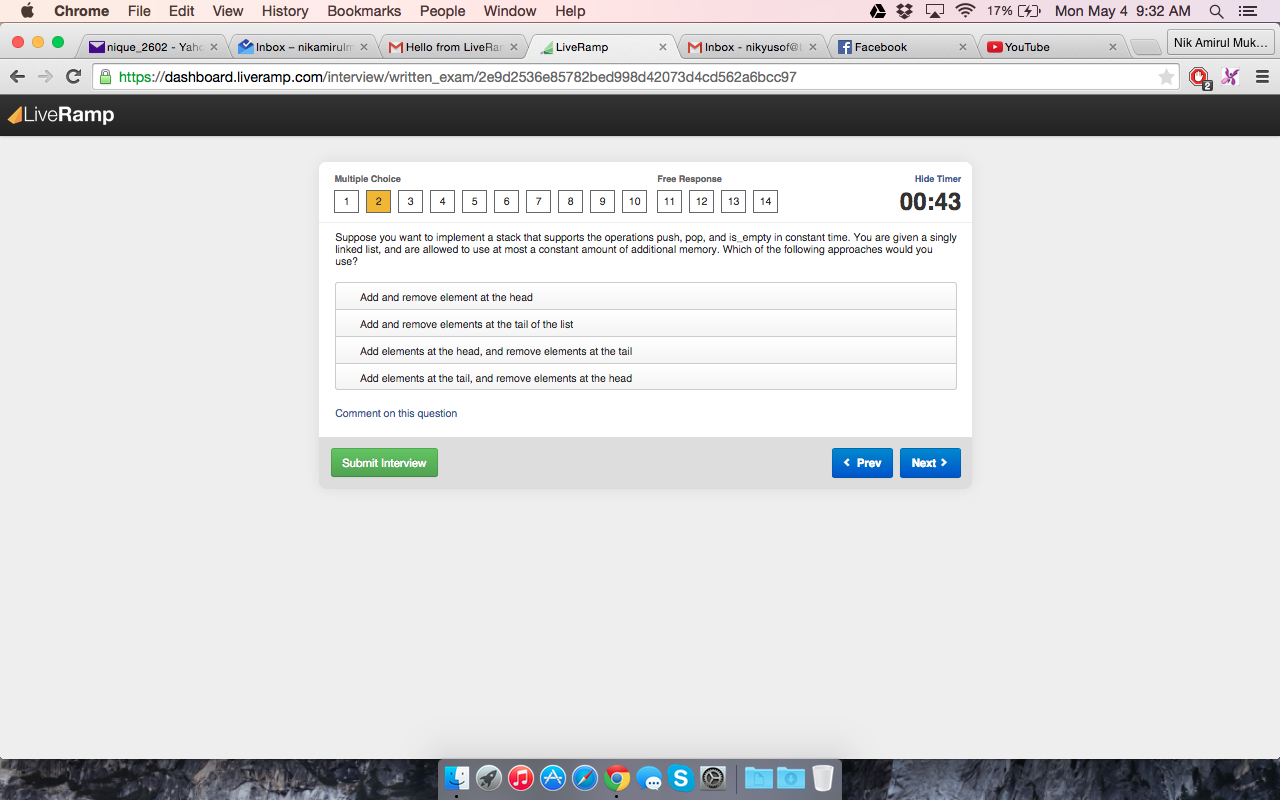 Chrome File Edit View History Bookmarks People Window Help 17% Mon May 4 9:32 AM
nique_2602 - Yaho Inbox – nikamirulm Hello from LiveRam LiveRamp Inbox - nikyusof@ Facebook YouTube Nik Amirul Muk...
https://dashboard.liveramp.com/interview/written_exam/2e9d2536e85782bed998d42073d4cd562a6bcc97 2
LiveRamp
Multiple Choice Free Response Hide Timer
1 2 3 4 5 6 7 8 9 10 11 12 13 14 00:43
Suppose you want to implement a stack that supports the operations push, pop, and is_empty in constant time. You are given a singly
linked list, and are allowed to use at most a constant amount of additional memory. Which of the following approaches would you
use?
Add and remove element at the head
Add and remove elements at the tail of the list
Add elements at the head, and remove elements at the tail
Add elements at the tail, and remove elements at the head
Comment on this question
Submit Interview Prev Next